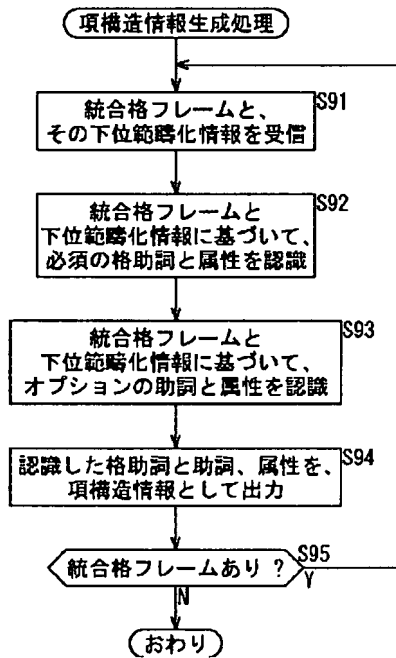 項構造情報生成処理
S91
統合格フレームと、
その下位範疇化情報を受信
S92
統合格フレームと
下位範疇化情報に基づいて、
必須の格助詞と属性を認識
S93
統合格フレームと
下位範疇化情報に基づいて、
オプションの助詞と属性を認識
S94
認識した格助詞と助詞、属性を、
項構造情報として出力
S95
統合格フレームあり ?
Y
N
おわり